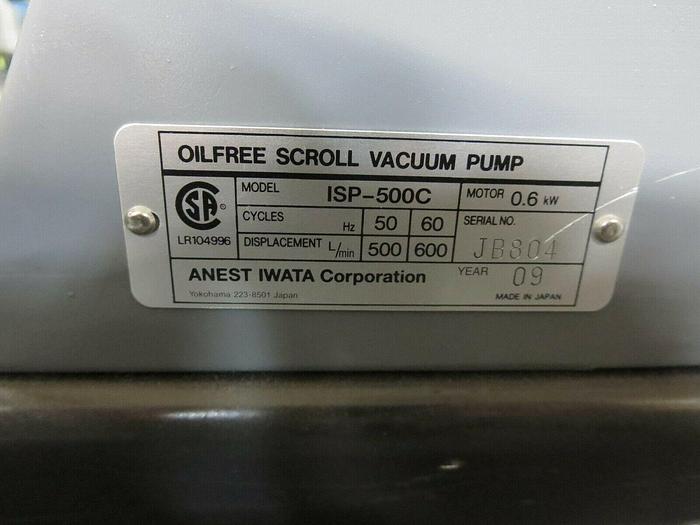 OILFREE SCROLL VACUUM PUMP
SA
LR104996
MODEL ISP-500C MOTOR 0.6 kW
CYCLES Hz 50 60 SERIAL NO.
DISPLACEMENT L/min 500 600 JB804
ANEST IWATA Corporation YEAR 09
Yokohama 223-8501 Japan MADE IN JAPAN